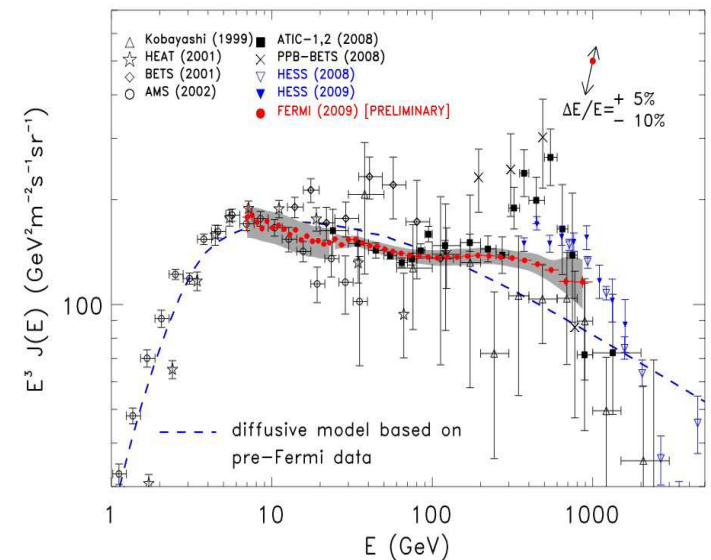 Kobayashi (1999)
HEAT (2001)
BETS (2001)
AMS (2002)
ATIC-1,2 (2008)
PPB-BETS (2008)
HESS (2008)
HESS (2009)
FERMI (2009) [PRELIMINARY]
ΔE/E= + 5%
− 10%
E³ J(E) (GeV²m⁻²s⁻¹sr⁻¹)
100
diffusive model based on
pre-Fermi data
1
10
100
1000
E (GeV)